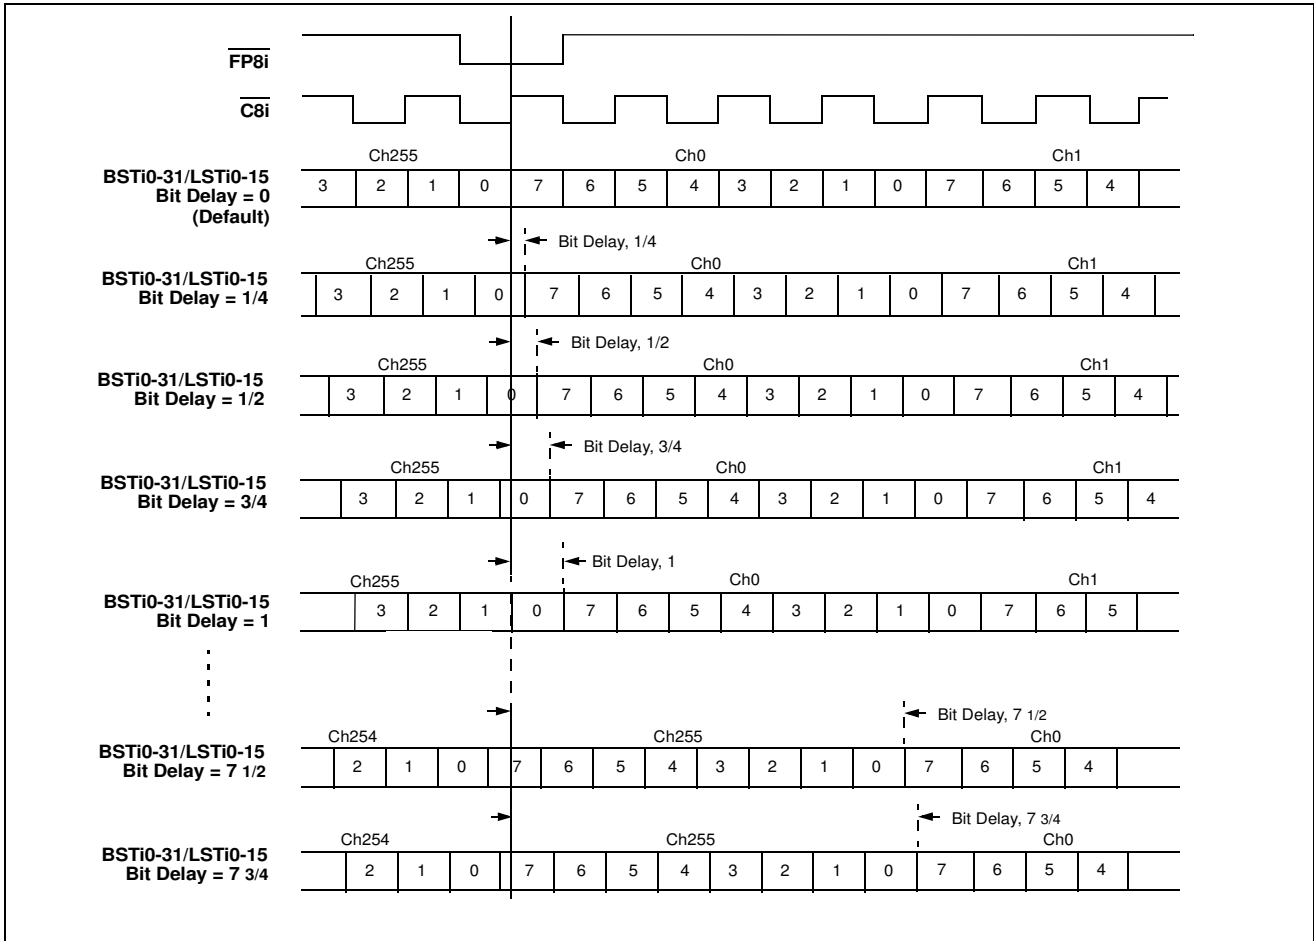 FP8i
C8i
Ch255 Ch0 Ch1
BSTi0-31/LSTi0-15
Bit Delay = 0
(Default)
3 2 1 0 7 6 5 4 3 2 1 0 7 6 5 4
Bit Delay, 1/4
Ch255 Ch0 Ch1
BSTi0-31/LSTi0-15
Bit Delay = 1/4
3 2 1 0 7 6 5 4 3 2 1 0 7 6 5 4
Bit Delay, 1/2
Ch255 Ch0 Ch1
BSTi0-31/LSTi0-15
Bit Delay = 1/2
3 2 1 0 7 6 5 4 3 2 1 0 7 6 5 4
Bit Delay, 3/4
Ch255 Ch0 Ch1
BSTi0-31/LSTi0-15
Bit Delay = 3/4
3 2 1 0 7 6 5 4 3 2 1 0 7 6 5 4
Bit Delay, 1
Ch255 Ch0 Ch1
BSTi0-31/LSTi0-15
Bit Delay = 1
3 2 1 0 7 6 5 4 3 2 1 0 7 6 5
Bit Delay, 7 1/2
Ch254 Ch255 Ch0
BSTi0-31/LSTi0-15
Bit Delay = 7 1/2
2 1 0 7 6 5 4 3 2 1 0 7 6 5 4
Bit Delay, 7 3/4
Ch254 Ch255 Ch0
BSTi0-31/LSTi0-15
Bit Delay = 7 3/4
2 1 0 7 6 5 4 3 2 1 0 7 6 5 4